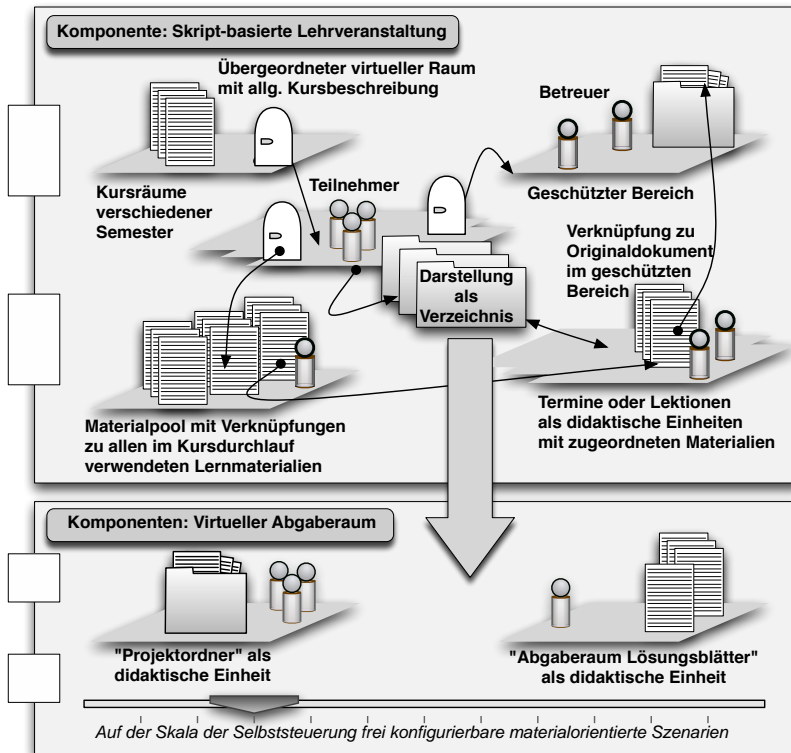 Komponente: Skript-basierte Lehrveranstaltung
Übergeordneter virtueller Raum
mit allg. Kursbeschreibung
Betreuer
Kursräume
verschiedener
Semester
Teilnehmer
Geschützter Bereich
Verknüpfung zu
Originaldokument
im geschützten
Bereich
Darstellung
als
Verzeichnis
Materialpool mit Verknüpfungen
zu allen im Kursdurchlauf
verwendeten Lernmaterialien
Termine oder Lektionen
als didaktische Einheiten
mit zugeordneten Materialien
Komponenten: Virtueller Abgaberaum
"Projektordner" als
didaktische Einheit
"Abgaberaum Lösungsblätter"
als didaktische Einheit
Auf der Skala der Selbststeuerung frei konfigurierbare materialorientierte Szenarien